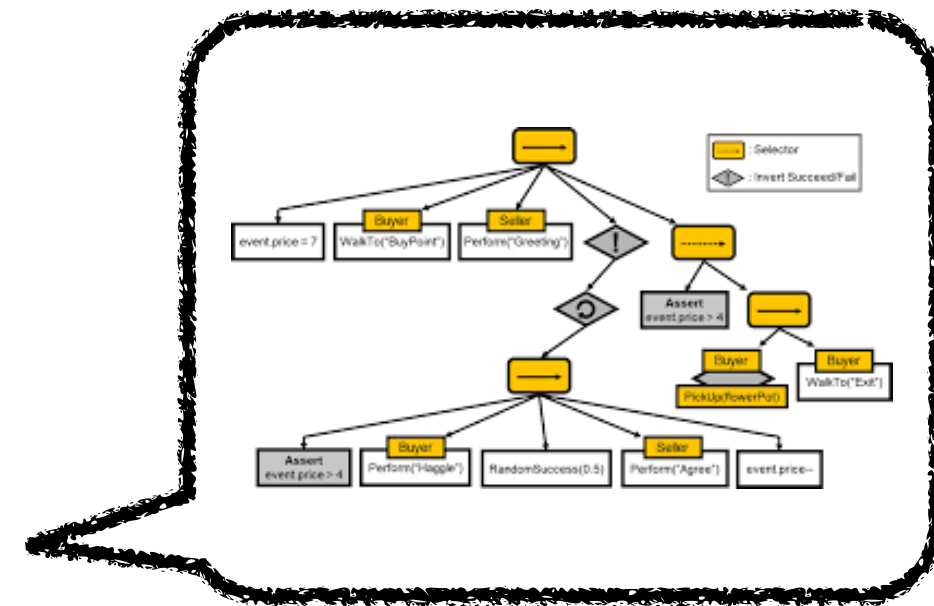 : Selector
: Invert Succeed/Fail
event.price = 7
Buyer
WalkTo("BuyPoint")
Seller
Perform("Greeting")
!
Assert
event.price > 4
Buyer
PickUp(flowerPot)
Buyer
WalkTo("Exit")
Assert
event.price > 4
Buyer
Perform("Haggle")
RandomSuccess(0.5)
Seller
Perform("Agree")
event.price--